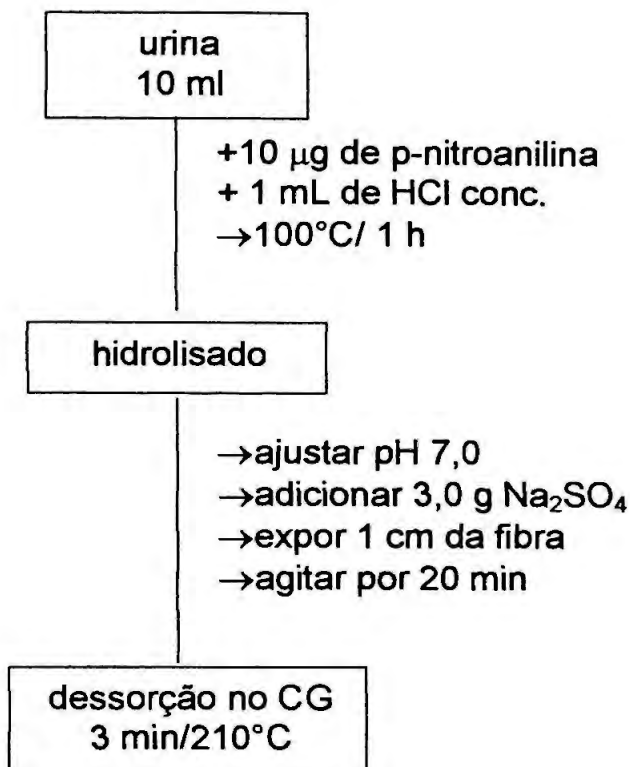 urina
10 ml
+10 μg de p-nitroanilina
+ 1 mL de HCl conc.
→100°C/ 1 h
hidrolisado
→ajustar pH 7,0
→adicionar 3,0 g Na₂SO₄
→expor 1 cm da fibra
→agitar por 20 min
dessorção no CG
3 min/210°C